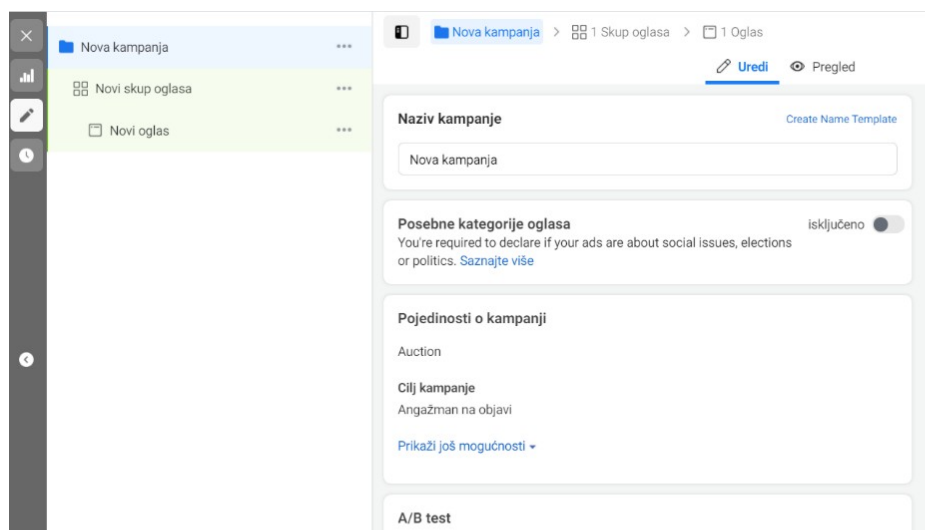 Nova kampanja
Novi skup oglasa
Novi oglas
Nova kampanja > 1 Skup oglasa > 1 Oglas
Uredi Pregled
Naziv kampanje Create Name Template
Nova kampanja
Posebne kategorije oglasa isključeno
You're required to declare if your ads are about social issues, elections
or politics. Saznajte više
Pojedinosti o kampanji
Auction
Cilj kampanje
Angažman na objavi
Prikaži još mogućnosti
A/B test